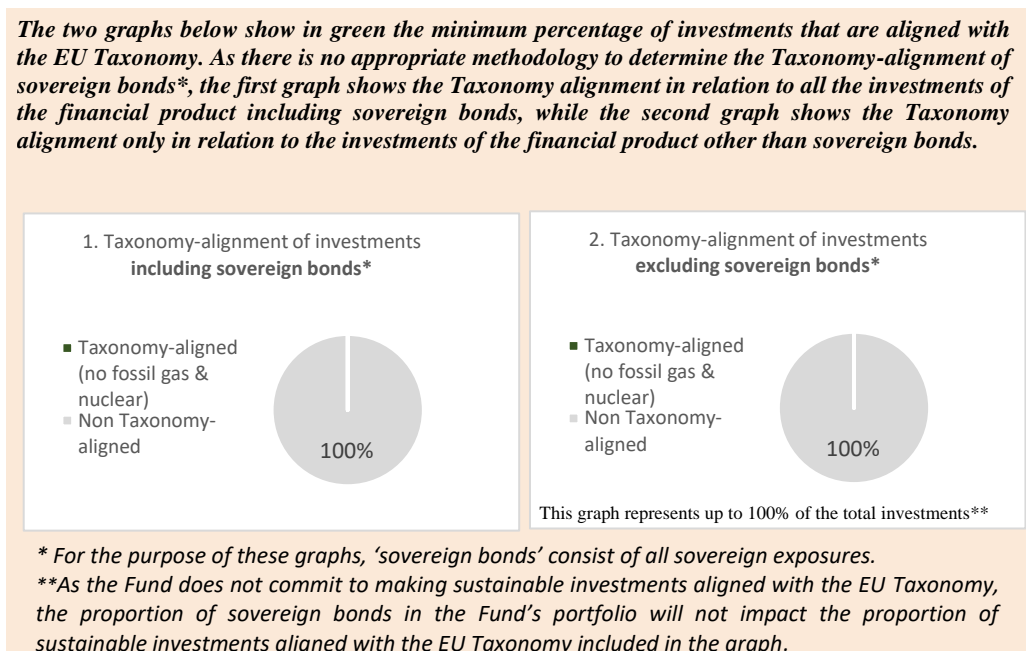 The two graphs below show in green the minimum percentage of investments that are aligned with
the EU Taxonomy. As there is no appropriate methodology to determine the Taxonomy-alignment of
sovereign bonds*, the first graph shows the Taxonomy alignment in relation to all the investments of
the financial product including sovereign bonds, while the second graph shows the Taxonomy
alignment only in relation to the investments of the financial product other than sovereign bonds.
1. Taxonomy-alignment of investments
including sovereign bonds*
Taxonomy-aligned
(no fossil gas &
nuclear)
Non Taxonomy-
aligned
100%
2. Taxonomy-alignment of investments
excluding sovereign bonds*
Taxonomy-aligned
(no fossil gas &
nuclear)
Non Taxonomy-
aligned
100%
This graph represents up to 100% of the total investments**
* For the purpose of these graphs, ‘sovereign bonds’ consist of all sovereign exposures.
**As the Fund does not commit to making sustainable investments aligned with the EU Taxonomy,
the proportion of sovereign bonds in the Fund’s portfolio will not impact the proportion of
sustainable investments aligned with the EU Taxonomy included in the graph.